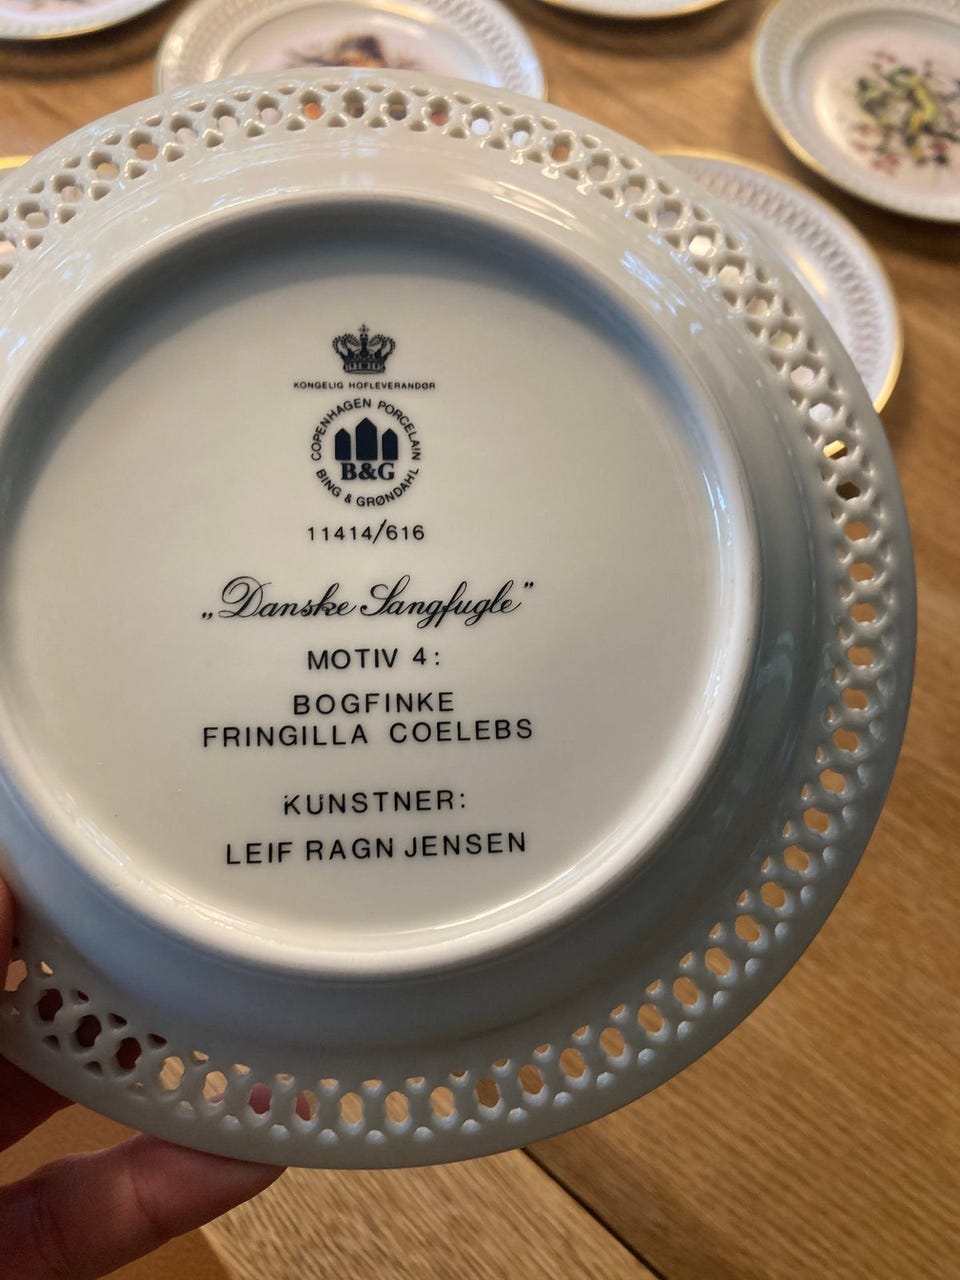 KONGELIG HOFLEVERANDØR
COPENHAGEN PORCELAIN
B&G
BING & GRØNDAHL
11414/616
„Danske Sangfugle”
MOTIV 4:
BOGFINKE
FRINGILLA COELEBS
KUNSTNER:
LEIF RAGN JENSEN